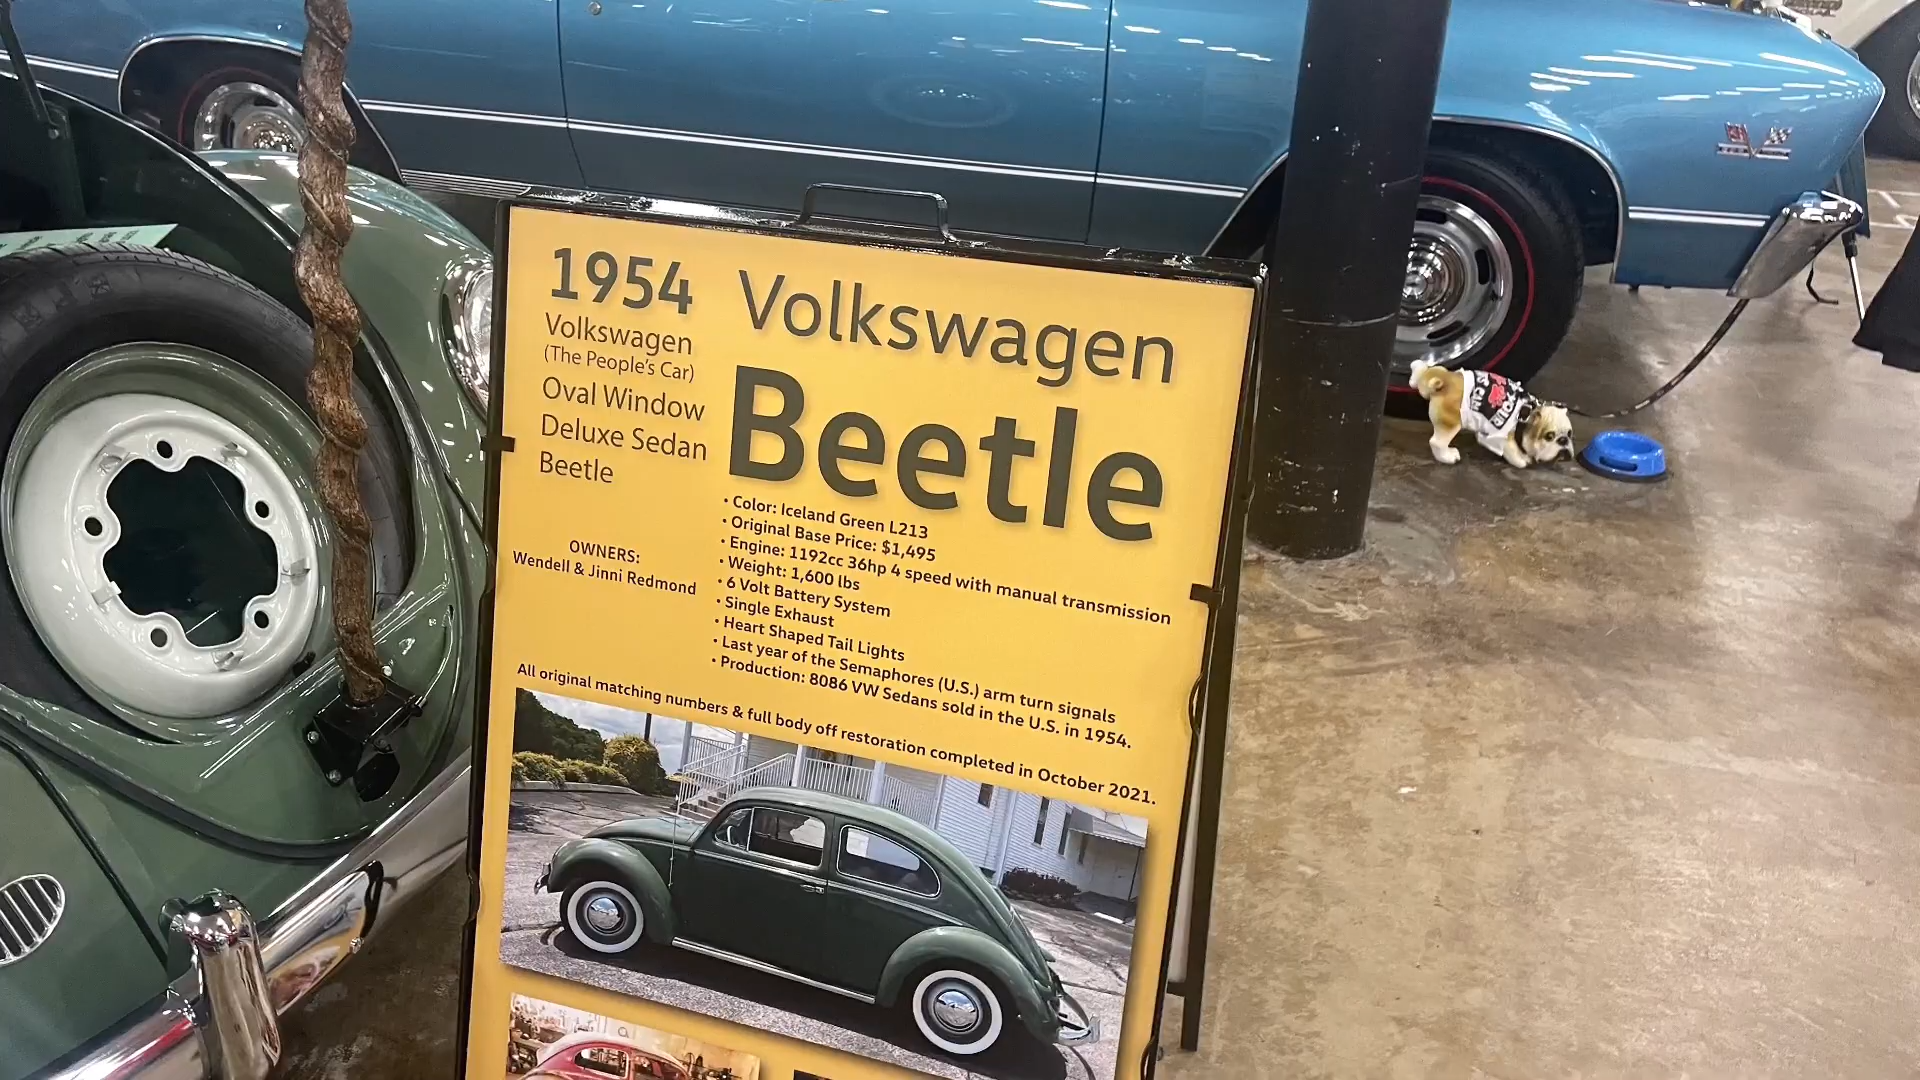 1954
Volkswagen
(The People's Car)
Oval Window
Deluxe Sedan
Beetle
OWNERS:
Wendell & Jinni Redmond
Volkswagen
Beetle
• Color: Iceland Green L213
• Original Base Price: $1,495
• Engine: 1192cc 36hp 4 speed with manual transmission
• Weight: 1,600 lbs
• 6 Volt Battery System
• Single Exhaust
• Heart Shaped Tail Lights
• Last year of the Semaphores (U.S.) arm turn signals
• Production: 8086 VW Sedans sold in the U.S. in 1954.
All original matching numbers & full body off restoration completed in October 2021.